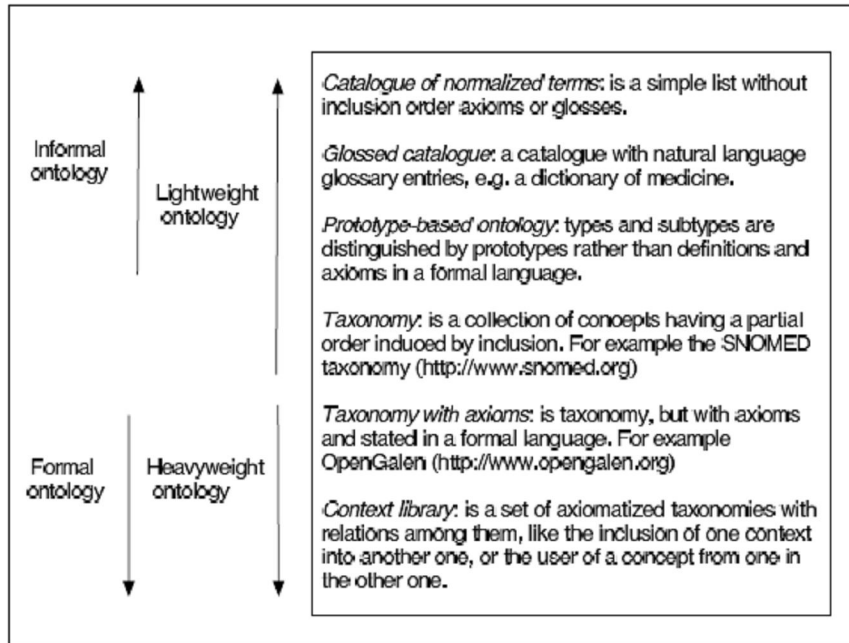 Informal
ontology
Lightweight
ontology
Formal
ontology
Heavyweight
ontology
Catalogue of normalized terms: is a simple list without
inclusion order axioms or glosses.
Glossed catalogue: a catalogue with natural language
glossary entries, e.g. a dictionary of medicine.
Prototype-based ontology: types and subtypes are
distinguished by prototypes rather than definitions and
axioms in a formal language.
Taxonomy: is a collection of concepts having a partial
order induced by inclusion. For example the SNOMED
taxonomy (http://www.snomed.org)
Taxonomy with axioms: is taxonomy, but with axioms
and stated in a formal language. For example
OpenGalen (http://www.opengalen.org)
Context library: is a set of axiomatized taxonomies with
relations among them, like the inclusion of one context
into another one, or the user of a concept from one in
the other one.